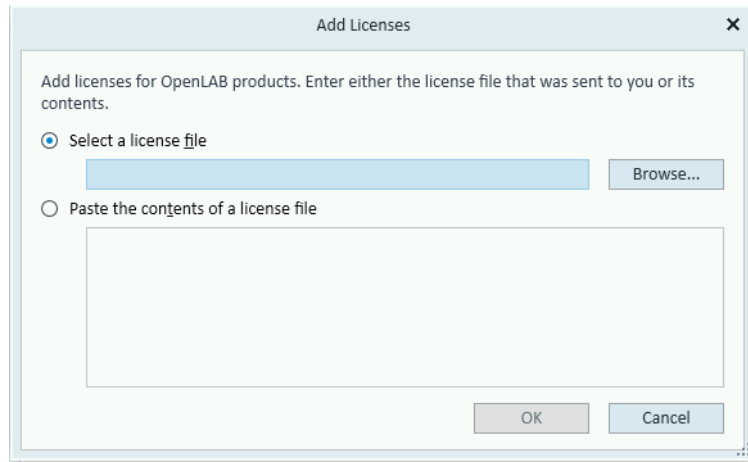 Add Licenses
Add licenses for OpenLAB products. Enter either the license file that was sent to you or its
contents.
Select a license file
Browse...
Paste the contents of a license file
OK
Cancel